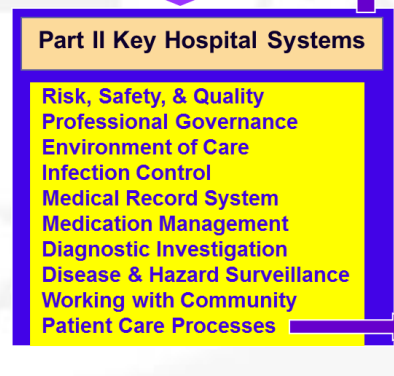 Part II Key Hospital Systems
Risk, Safety, & Quality
Professional Governance
Environment of Care
Infection Control
Medical Record System
Medication Management
Diagnostic Investigation
Disease & Hazard Surveillance
Working with Community
Patient Care Processes